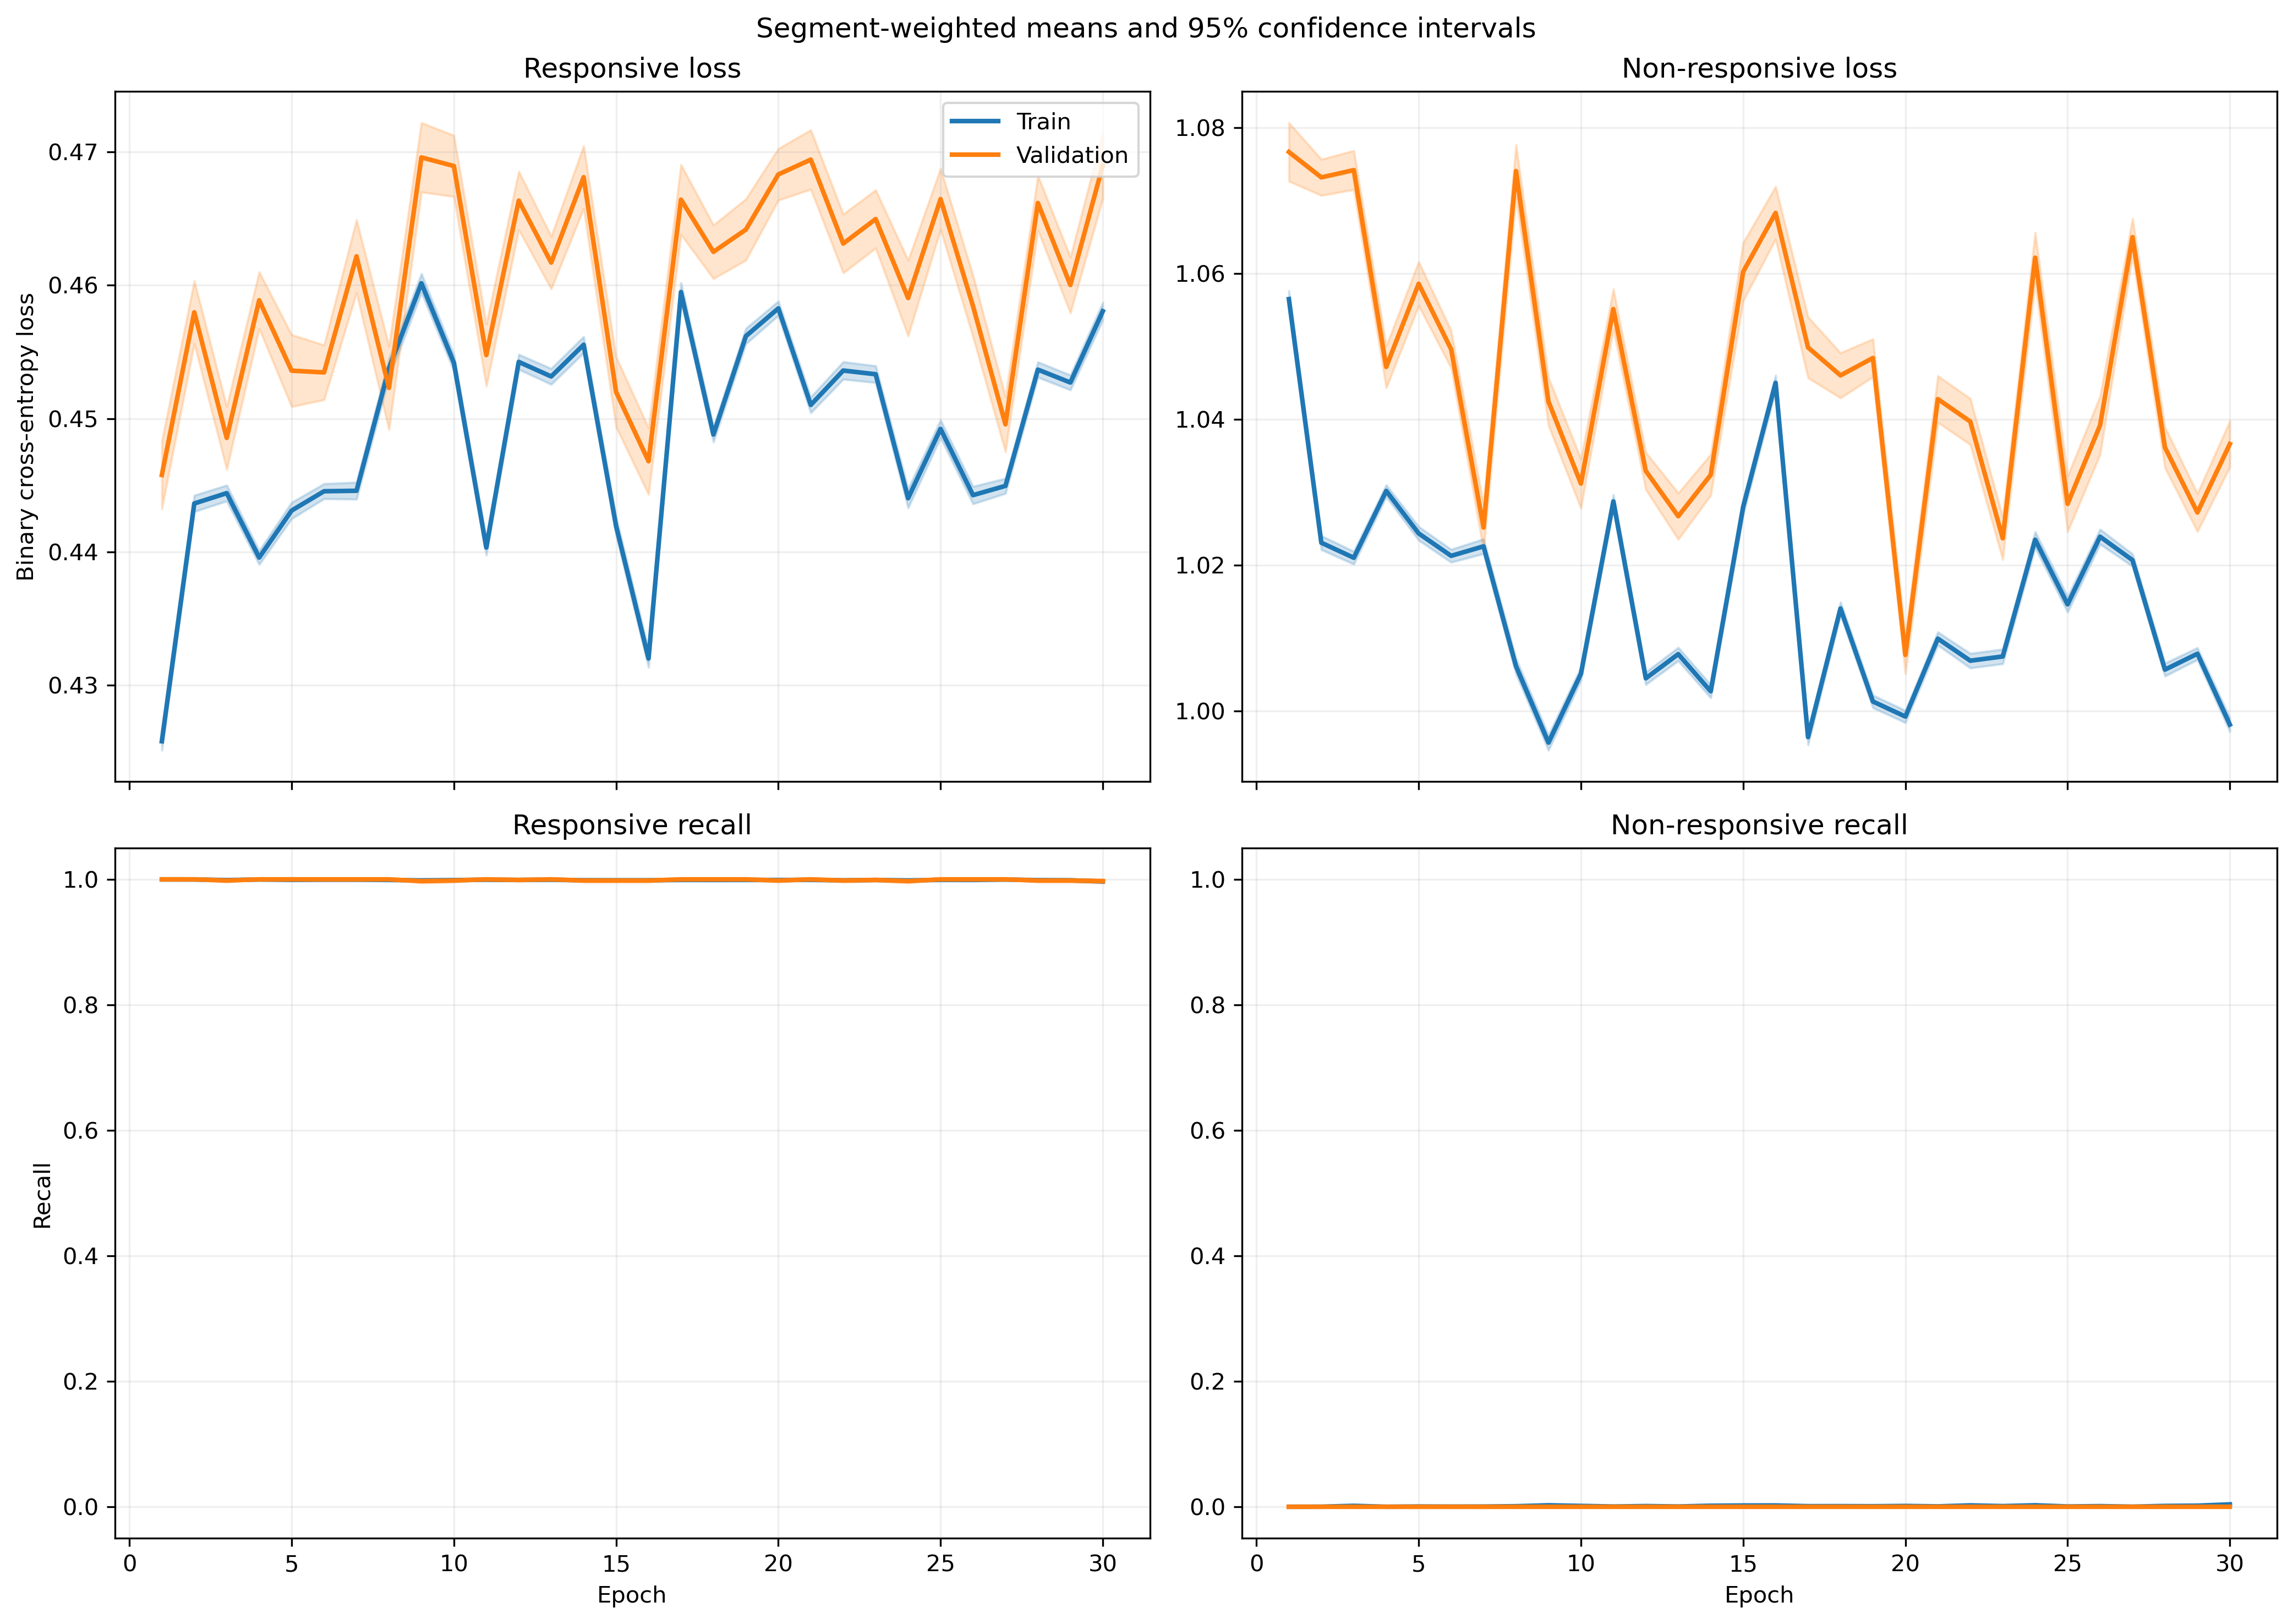 Segment-weighted means and 95% confidence intervals
Responsive loss
Non-responsive loss
Binary cross-entropy loss
0.47
0.46
0.45
0.44
0.43
Train
Validation
1.08
1.06
1.04
1.02
1.00
Responsive recall
Non-responsive recall
Recall
1.0
0.8
0.6
0.4
0.2
0.0
0 5 10 15 20 25 30
Epoch
1.0
0.8
0.6
0.4
0.2
0.0
0 5 10 15 20 25 30
Epoch